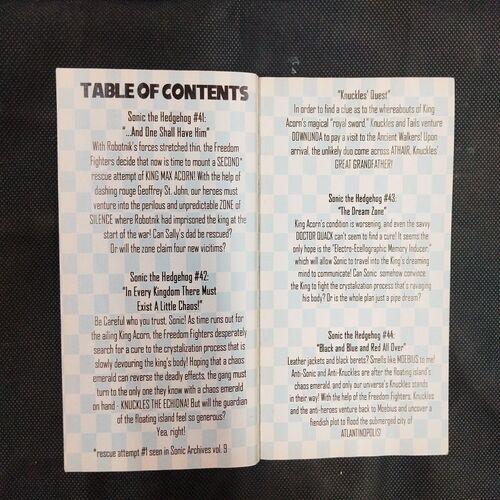 TABLE OF CONTENTS
Sonic the Hedgehog #41:
"...And One Shall Have Him"
With Robotnik's forces stretched thin, the Freedom
Fighters decide that now is time to mount a SECOND*
rescue attempt of KING MAX ACORN! With the help of
dashing rouge Geoffrey St. John, our heroes must
venture into the perilous and unpredictable ZONE of
SILENCE where Robotnik had imprisoned the king at the
start of the war! Can Sally's dad be rescued?
Or will the zone claim four new victims?
Sonic the Hedgehog #42:
"In Every Kingdom There Must
Exist A Little Chaos!"
Be Careful who you trust, Sonic! As time runs out for
the ailing King Acorn, the Freedom Fighters desperately
search for a cure to the crystalization process that is
slowly devouring the king's body! Hoping that a chaos
emerald can reverse the deadly effects, the gang must
turn to the only one they know with a chaos emerald
on hand - KNUCKLES THE ECHIDNA! But will the guardian
of the floating island feel so generous?
Yea, right!
*rescue attempt #1 seen in Sonic Archives vol. 9
"Knuckles' Quest"
In order to find a clue as to the whereabouts of King
Acorn's magical "royal sword," Knuckles and Tails venture
DOWNUNDA to pay a visit to the Ancient Walkers! Upon
arrival, the unlikely duo come across ATHAIR, Knuckles'
GREAT GRANDFATHER!
Sonic the Hedgehog #43:
"The Dream Zone"
King Acorn's condition is worsening, and even the savvy
DOCTOR QUACK can't seem to find a cure! It seems the
only hope is the "Electro-Ecellographic Memory Inducer,"
which will allow Sonic to travel into the King's dreaming
mind to communicate! Can Sonic somehow convince
the King to fight the crystalization process that's ravaging
his body? Or is the whole plan just a pipe dream?
Sonic the Hedgehog #44:
"Black and Blue and Red All Over"
Leather jackets and black berets? Smells like MOEBIUS to me!
Anti-Sonic and Anti-Knuckles are after the floating island's
chaos emerald, and only our universe's Knuckles stands
in their way! With the help of the Freedom Fighters, Knuckles
and the anti-heroes venture back to Moebius and uncover a
fiendish plot to flood the submerged city of
ATLANTINOPOLIS!